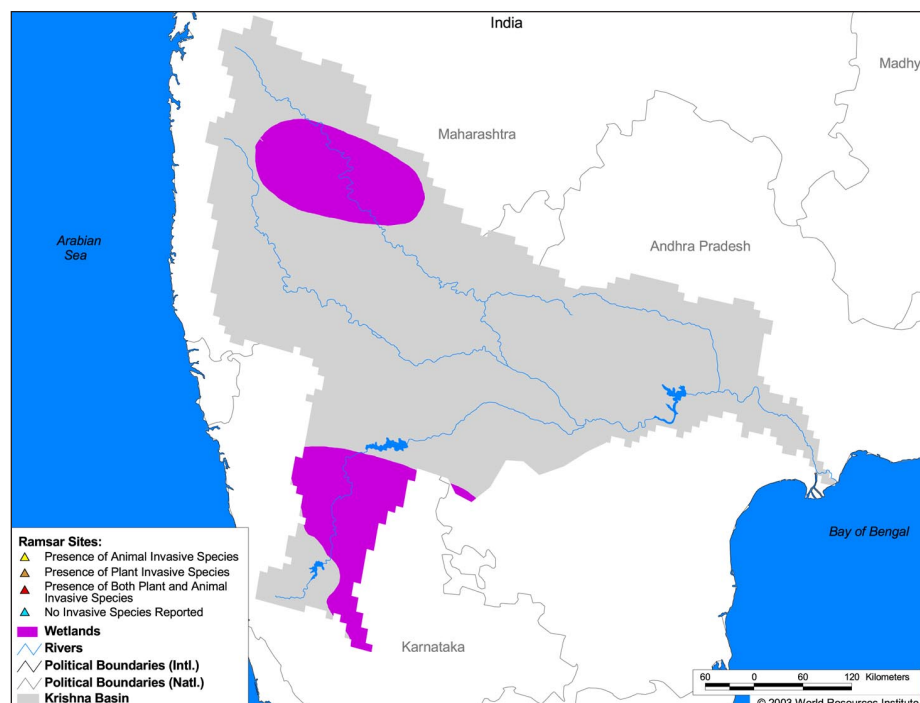 India
Madhy
Maharashtra
Andhra Pradesh
Arabian
Sea
Bay of Bengal
Karnataka
Ramsar Sites:
Presence of Animal Invasive Species
Presence of Plant Invasive Species
Presence of Both Plant and Animal
Invasive Species
No Invasive Species Reported
Wetlands
Rivers
Political Boundaries (Intl.)
Political Boundaries (Natl.)
Krishna Basin
60 0 60 120 Kilometers
© 2003 World Resources Institute